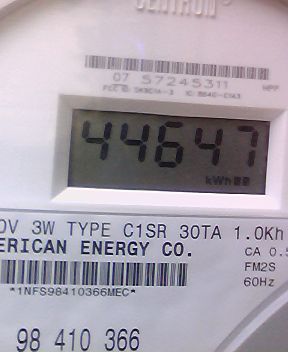 CENTRON®
07 57245311
44647
kWh
0V 3W TYPE C1SR 30TA 1.0Kh
ERICAN ENERGY CO.
CA 0.5
FM2S
60Hz
*1NFS98410366MEC*
98 410 366